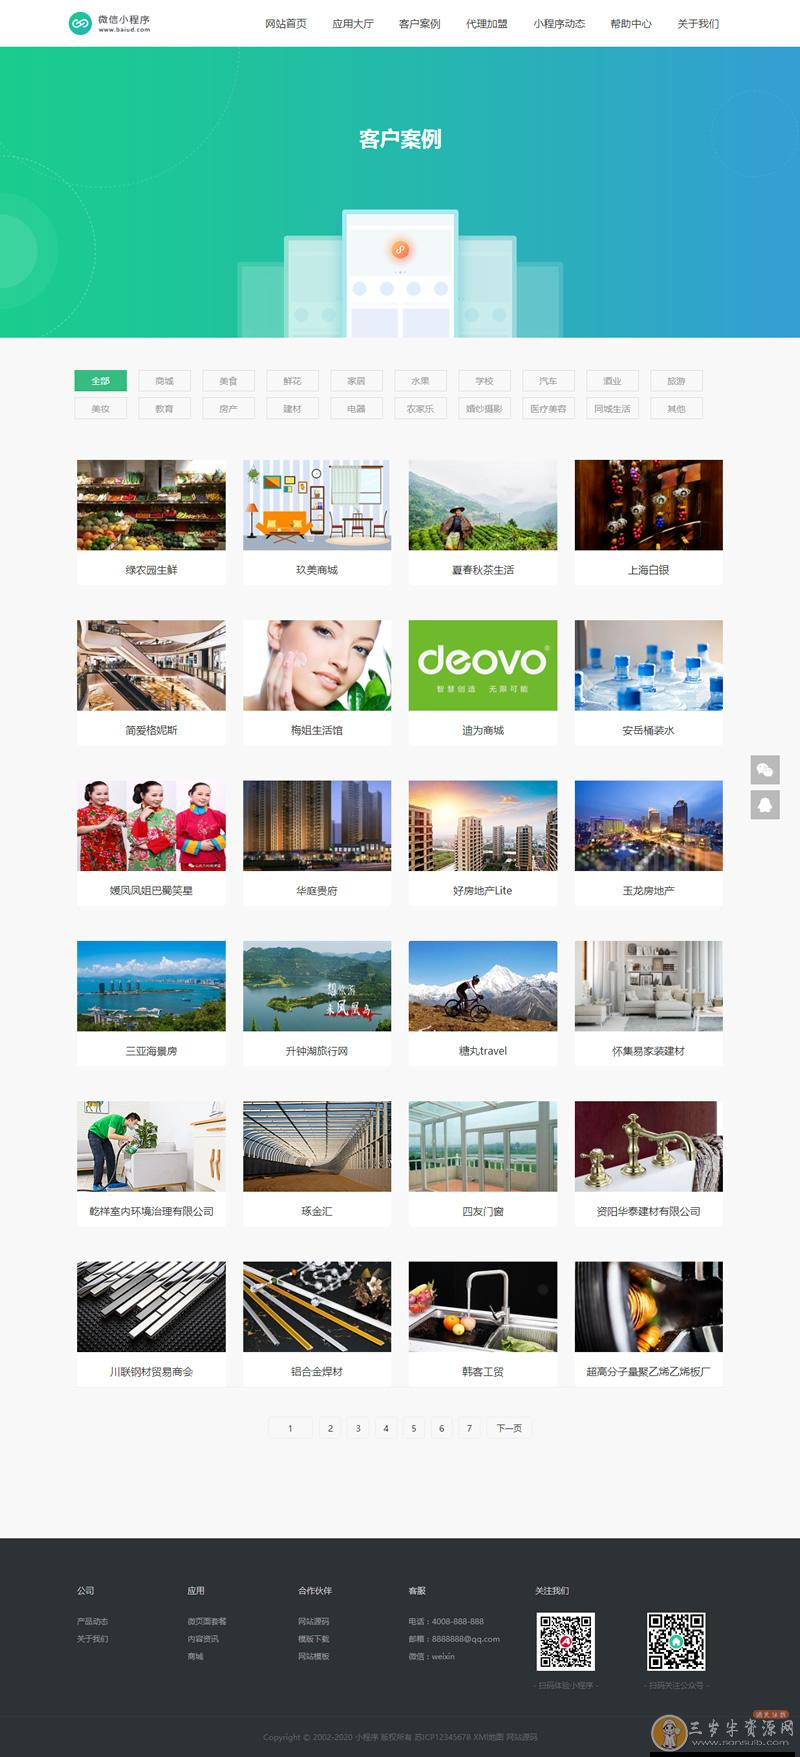 微信小程序
www.baiud.com
网站首页 应用大厅 客户案例 代理加盟 小程序动态 帮助中心 关于我们
客户案例
全部 商城 美食 鲜花 家居 水果 学校 汽车 酒业 旅游
美妆 教育 房产 建材 电器 农家乐 婚纱摄影 医疗美容 同城生活 其他
绿农园生鲜 玖美商城 夏春秋茶生活 上海白银
deovo
智慧创造 无限可能
简爱格妮斯 梅姐生活馆 迪为商城 安岳桶装水
媛凤凤姐巴蜀笑星 华庭贵府 好房地产Lite 玉龙房地产
三亚海景房 升钟湖旅行网 糖丸travel 怀集易家装建材
乾祥室内环境治理有限公司 琢金汇 四友门窗 资阳华泰建材有限公司
川联钢材贸易商会 铝合金焊材 韩客工贸 超高分子量聚乙烯乙烯板厂
1 2 3 4 5 6 7 下一页
公司 应用 合作伙伴 客服 关注我们
产品动态 微页面套餐 网站源码 电话：4008-888-888
关于我们 内容资讯 模版下载 邮箱：8888888@qq.com
商城 网站模板 微信：weixin
- 扫码体验小程序 - - 扫码关注公众号 -
Copyright © 2002-2020 小程序 版权所有 苏ICP12345678 XMl地图 网站源码
三岁半资源网
www.sansuib.com